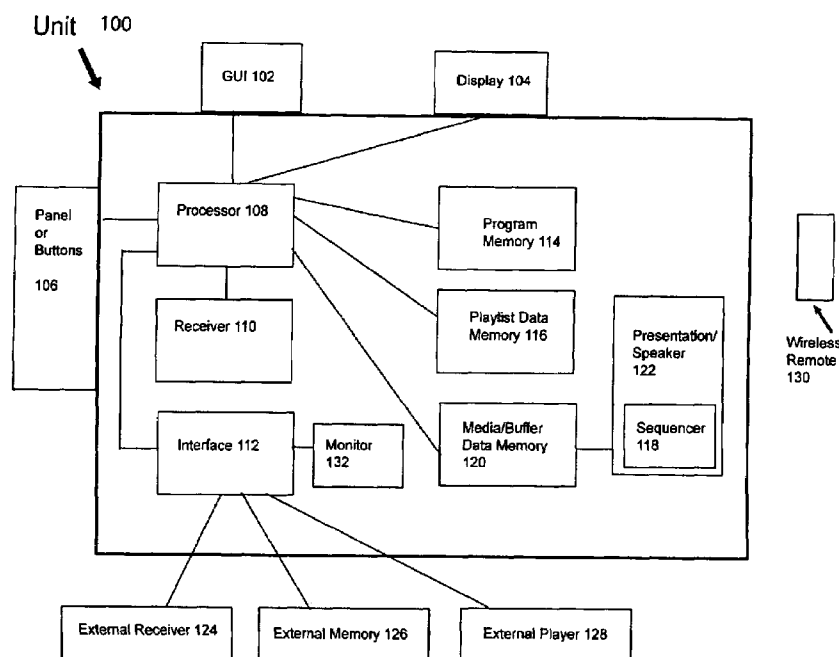 Unit 100
GUI 102
Display 104
Panel
or
Buttons
106
Processor 108
Program
Memory 114
Receiver 110
Playlist Data
Memory 116
Presentation/
Speaker
122
Wireless
Remote
130
Interface 112
Monitor
132
Media/Buffer
Data Memory
120
Sequencer
118
External Receiver 124
External Memory 126
External Player 128